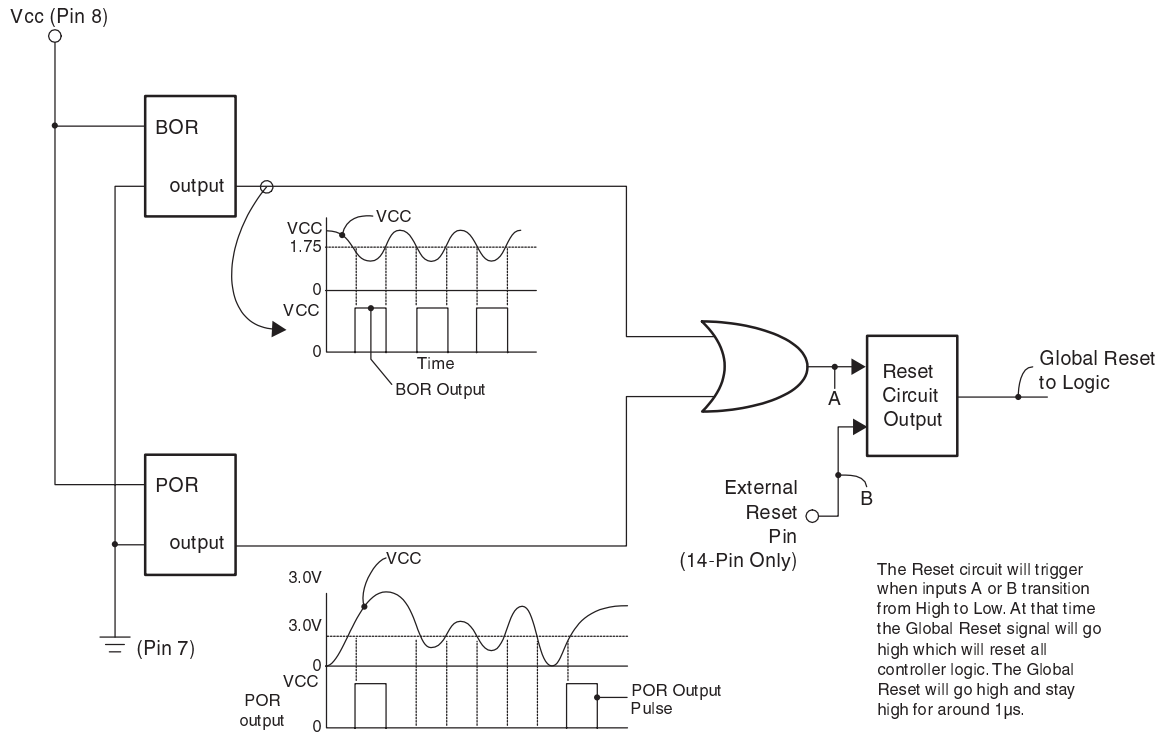 Vcc (Pin 8)
BOR
output
VCC
VCC
1.75
0
VCC
0
Time
BOR Output
A
Reset
Circuit
Output
Global Reset
to Logic
POR
output
External
Reset
Pin
(14-Pin Only)
B
(Pin 7)
VCC
3.0V
3.0V
0
VCC
POR
output
0
POR Output
Pulse
The Reset circuit will trigger
when inputs A or B transition
from High to Low. At that time
the Global Reset signal will go
high which will reset all
controller logic. The Global
Reset will go high and stay
high for around 1µs.